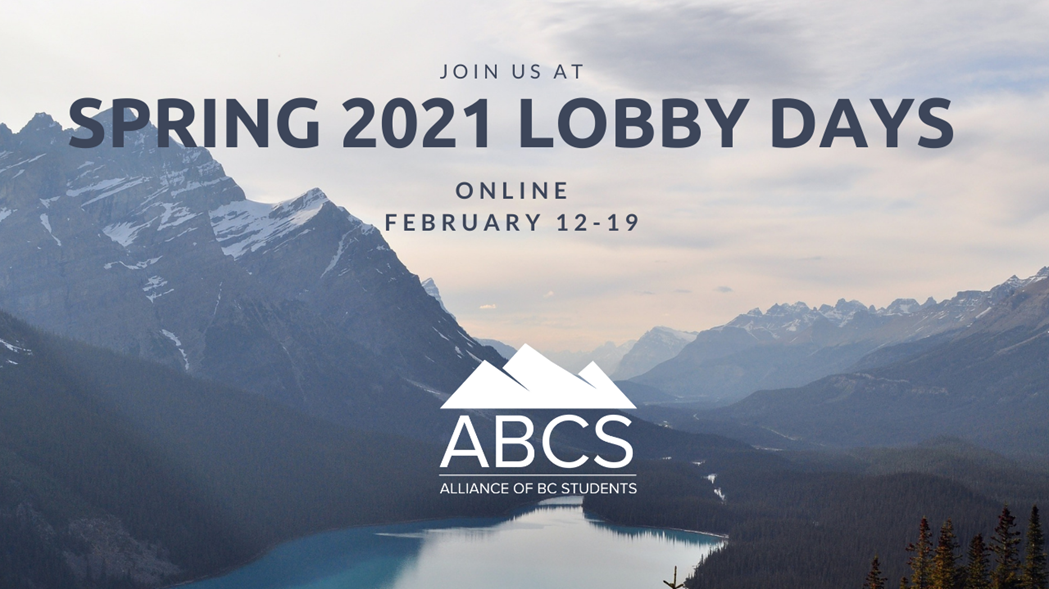 JOIN US AT
SPRING 2021 LOBBY DAYS
ONLINE
FEBRUARY 12-19
ABCS
ALLIANCE OF BC STUDENTS